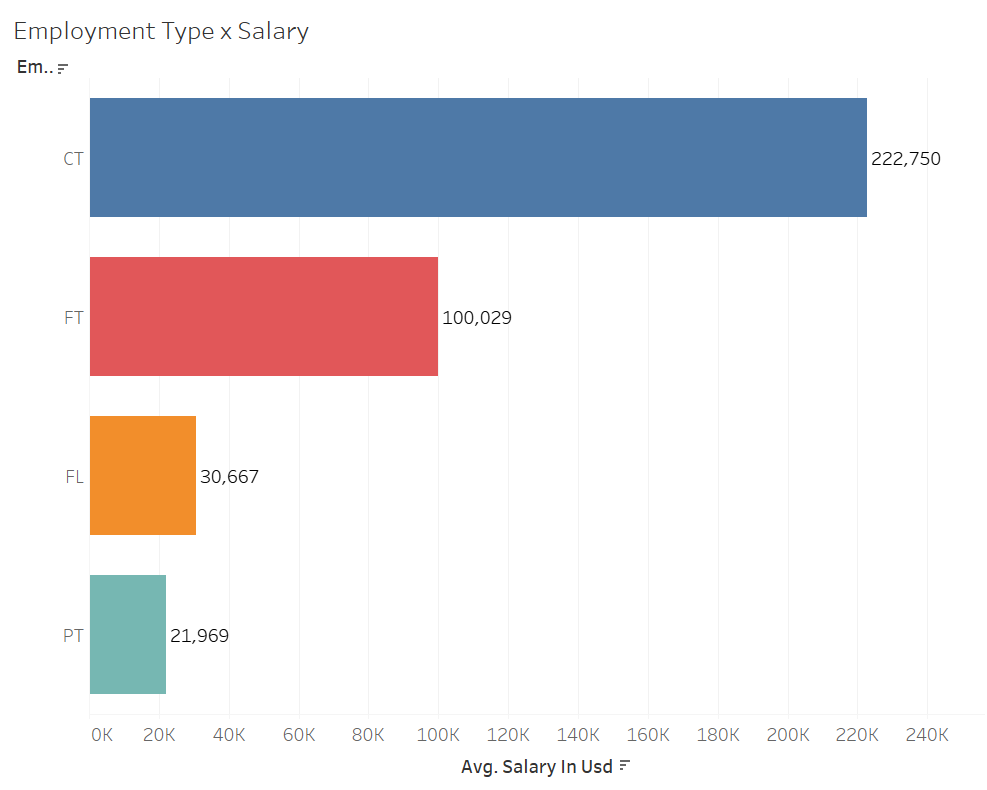 Employment Type x Salary
Em..
CT 222,750
FT 100,029
FL 30,667
PT 21,969
0K 20K 40K 60K 80K 100K 120K 140K 160K 180K 200K 220K 240K
Avg. Salary In Usd